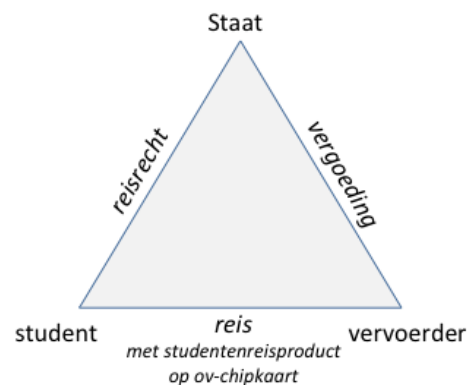 Staat
reisrecht
vergoeding
student
reis
vervoerder
met studentenreisproduct
op ov-chipkaart